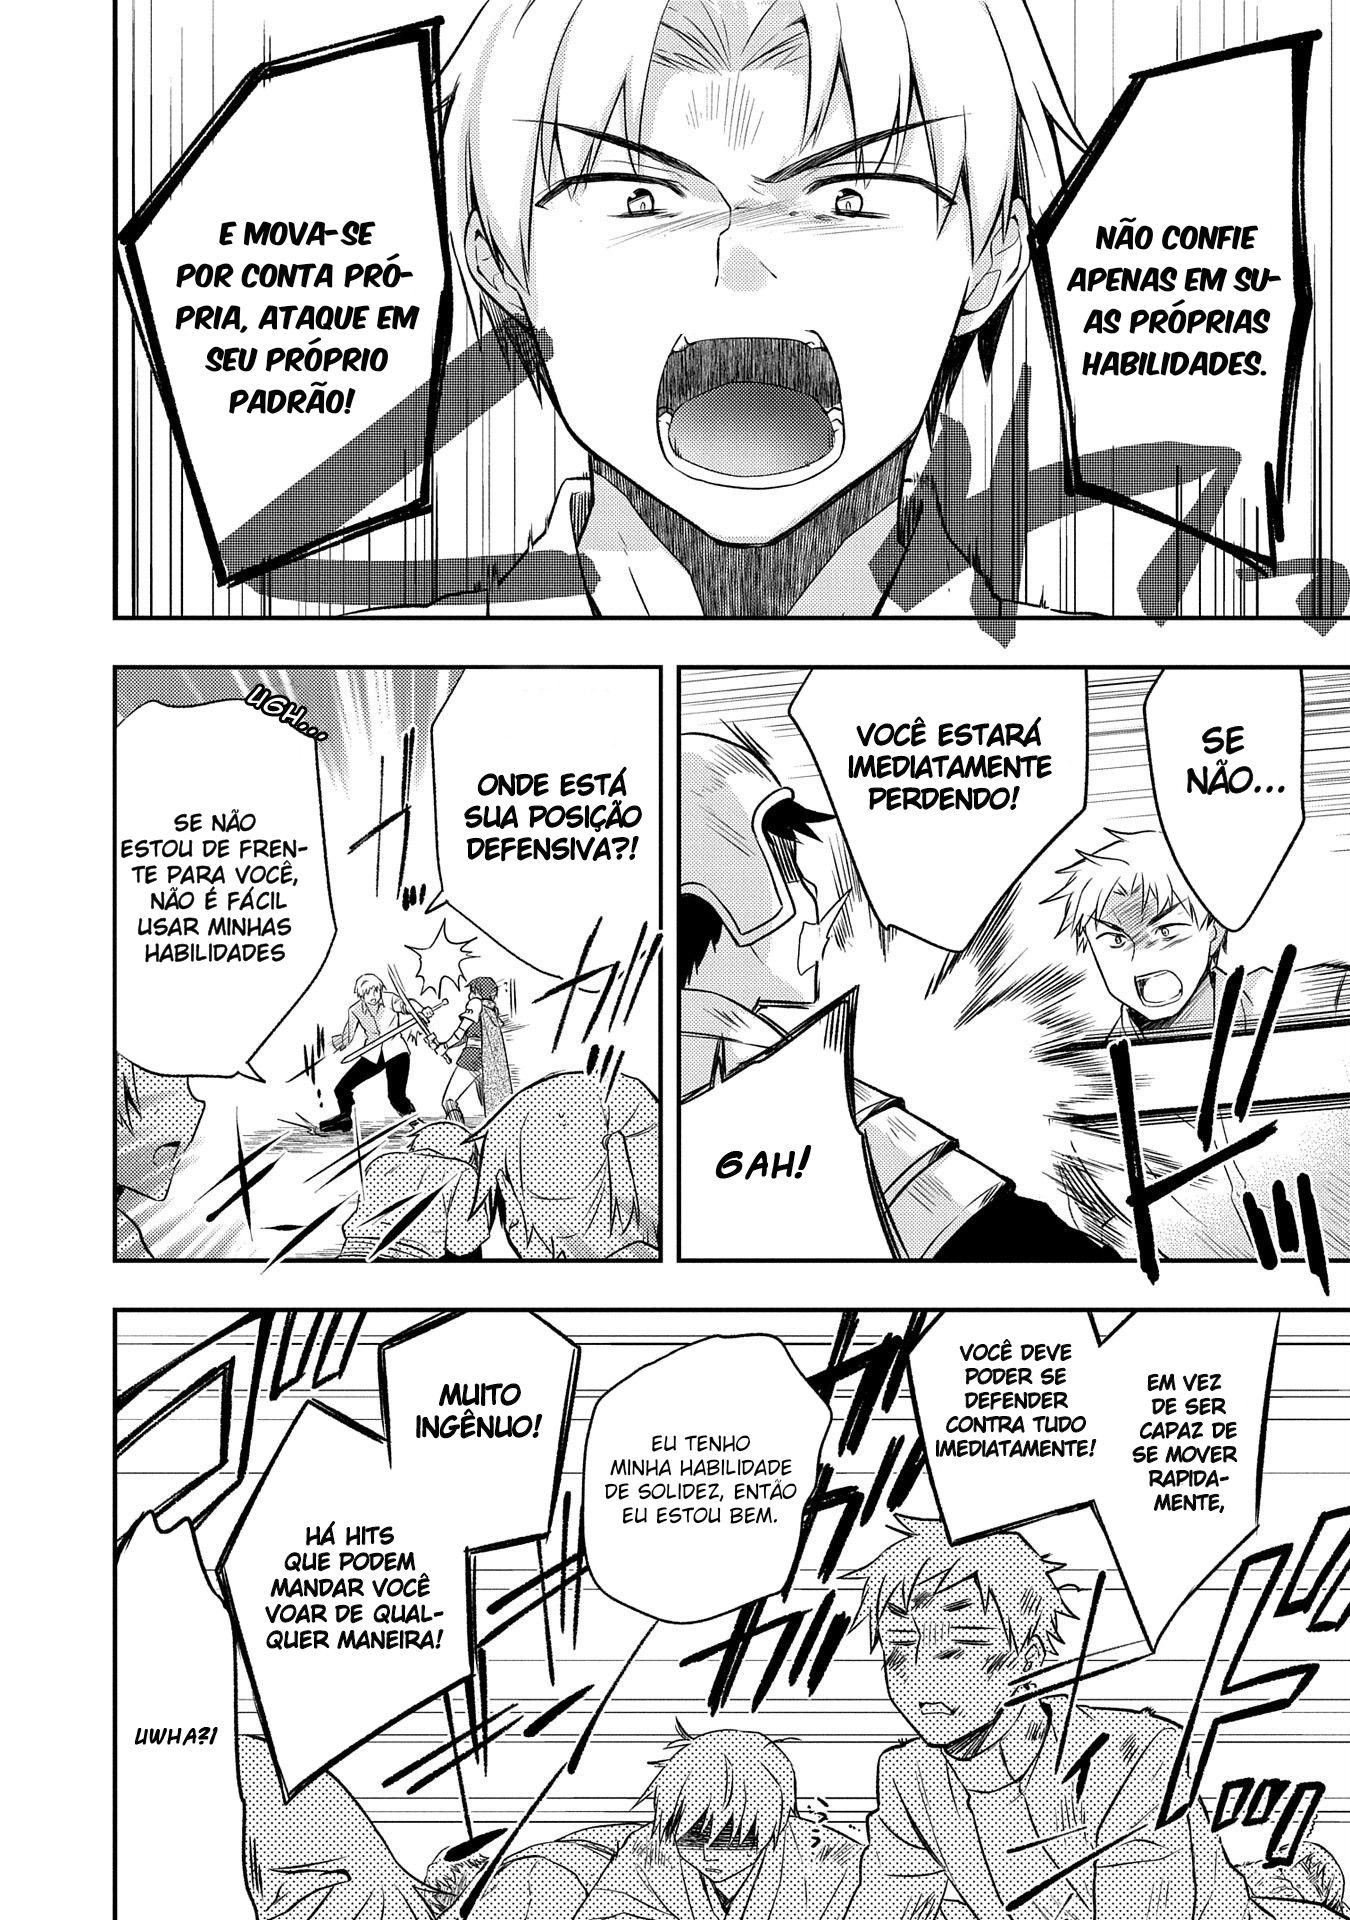 NÃO CONFIE
APENAS EM SU-
AS PRÓPRIAS
HABILIDADES.
E MOVA-SE
POR CONTA PRÓ-
PRIA, ATAQUE EM
SEU PRÓPRIO
PADRÃO!
SE
NÃO...
VOCÊ ESTARÁ
IMEDIATAMENTE
PERDENDO!
GAH!
ONDE ESTÁ
SUA POSIÇÃO
DEFENSIVA?!
UGH...
SE NÃO
ESTOU DE FREN-
TE PARA VOCÊ,
NÃO É FÁCIL
USAR MINHAS
HABILIDADES
EM VEZ
DE SER
CAPAZ DE
SE MOVER
RAPIDA-
MENTE,
VOCÊ DEVE
PODER SE
DEFENDER
CONTRA TUDO
IMEDIATAMENTE!
EU TENHO
MINHA HABILIDADE
DE SOLIDEZ, ENTÃO
EU ESTOU BEM.
MUITO
INGÊNUO!
HÁ HITS
QUE PODEM
MANDAR VOCÊ
VOAR DE QUAL-
QUER MANEIRA!
UWHA?!